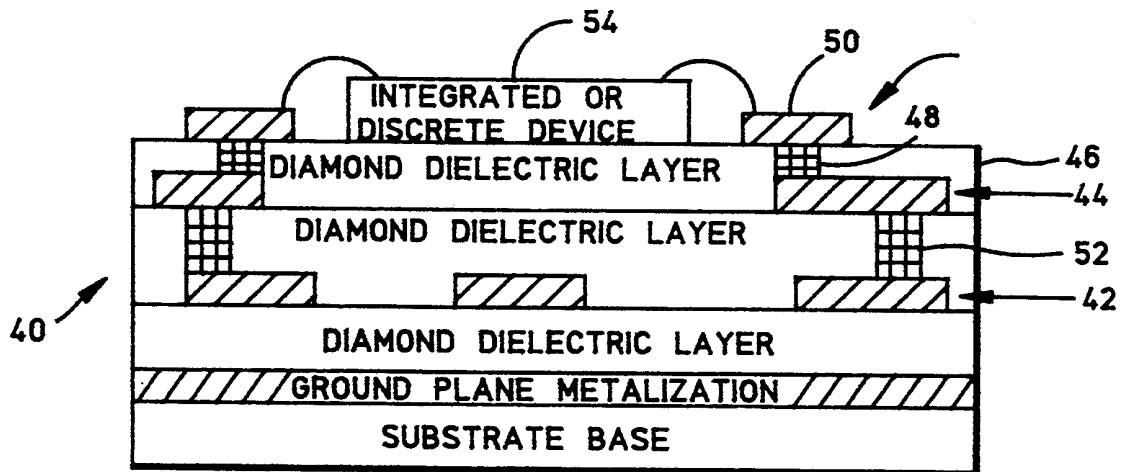 54
50
INTEGRATED OR
DISCRETE DEVICE
48
46
DIAMOND DIELECTRIC LAYER
44
DIAMOND DIELECTRIC LAYER
52
42
40
DIAMOND DIELECTRIC LAYER
GROUND PLANE METALIZATION
SUBSTRATE BASE